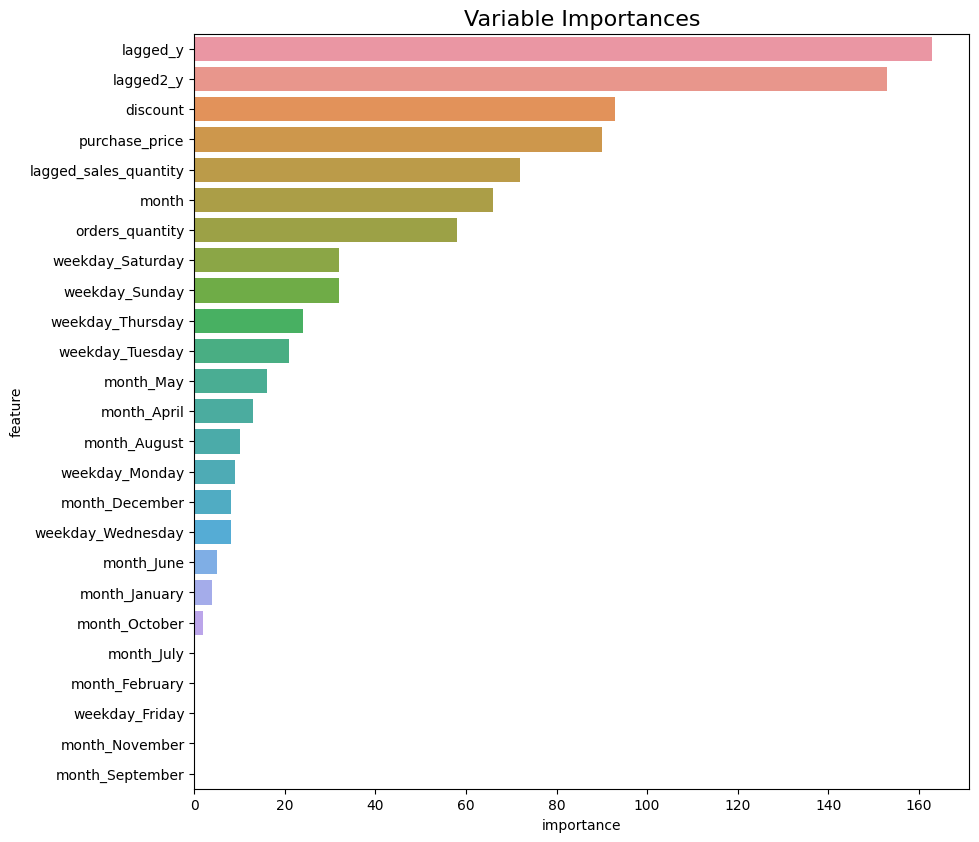 Variable Importances
lagged_y
lagged2_y
discount
purchase_price
lagged_sales_quantity
month
orders_quantity
weekday_Saturday
weekday_Sunday
weekday_Thursday
weekday_Tuesday
month_May
month_April
month_August
weekday_Monday
month_December
weekday_Wednesday
month_June
month_January
month_October
month_July
month_February
weekday_Friday
month_November
month_September
feature
0 20 40 60 80 100 120 140 160
importance